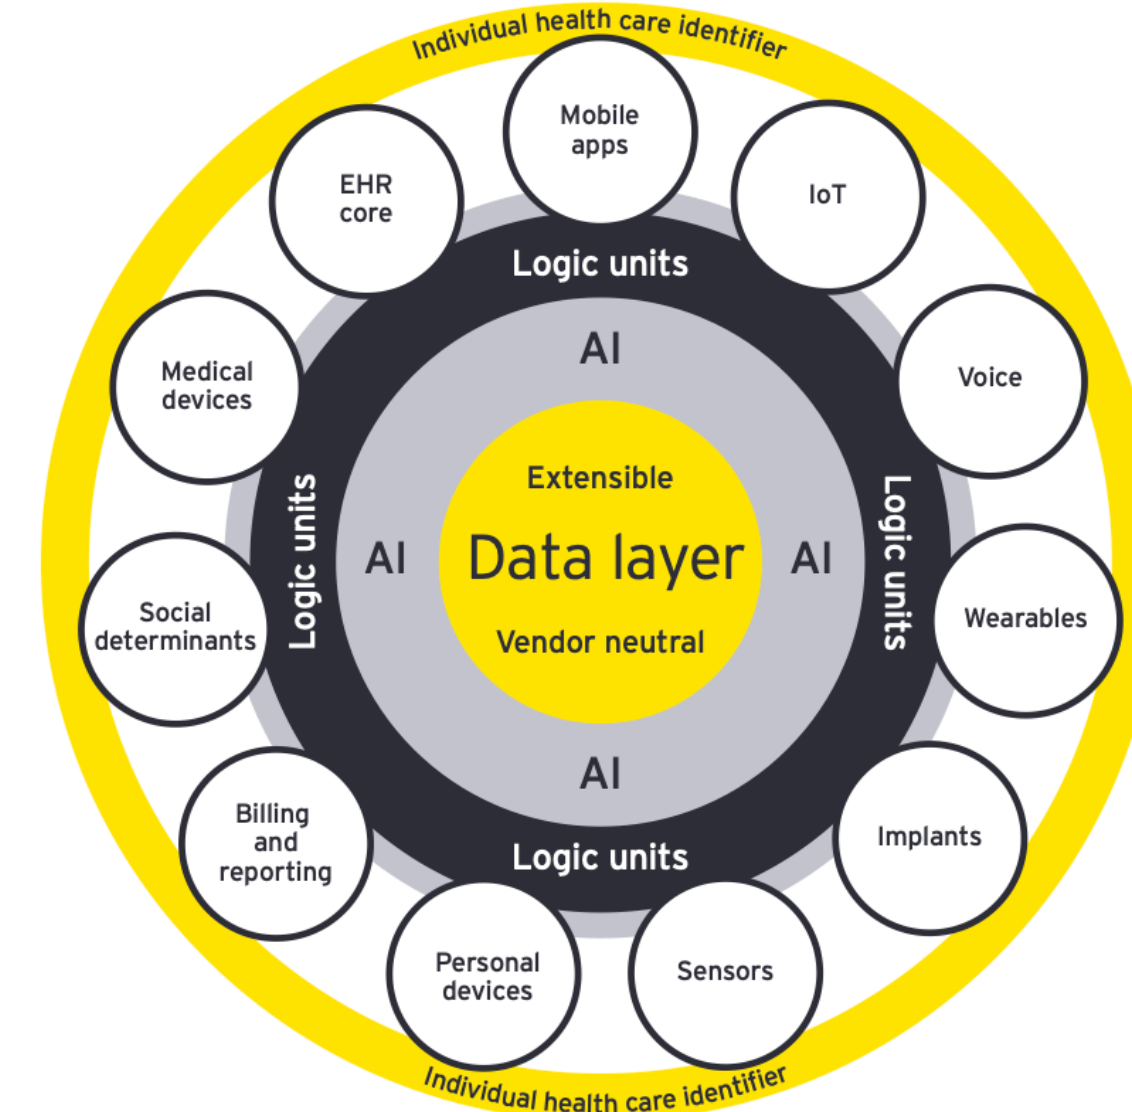 Individual health care identifier
Mobile
apps
EHR
core
IoT
Logic units
Medical
devices
AI
Voice
Extensible
Logic units
AI
Data layer
AI
Logic units
Social
determinants
Vendor neutral
Wearables
AI
Billing
and
reporting
Logic units
Implants
Personal
devices
Sensors
Individual health care identifier